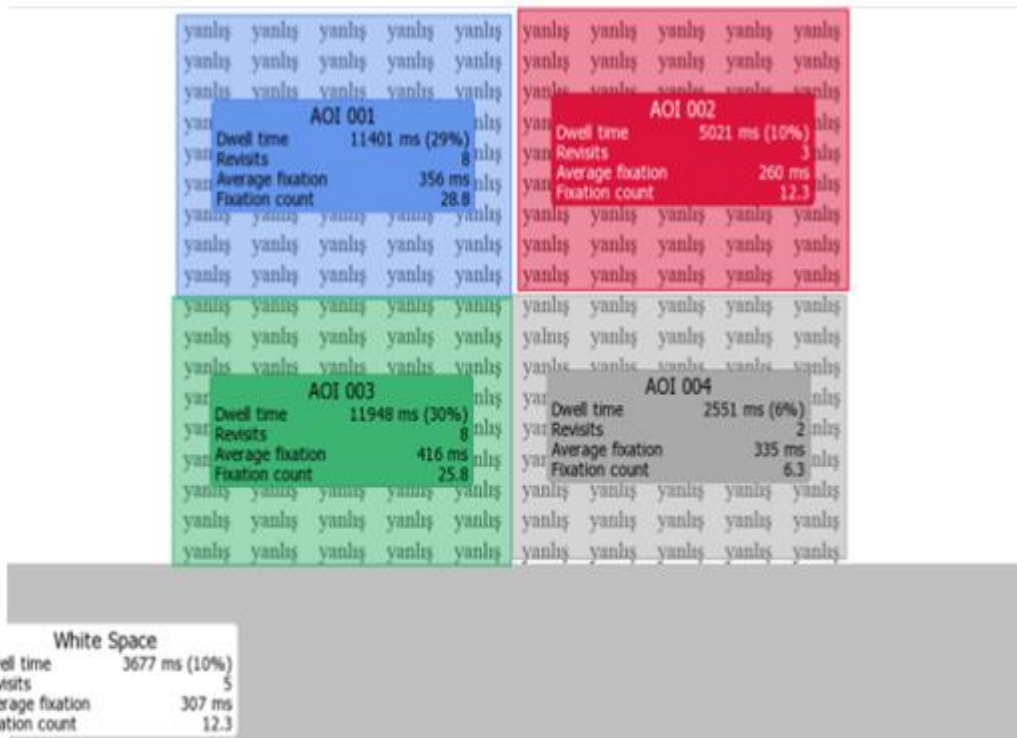 yanlış yanlış yanlış yanlış yanlış
yanlış yanlış yanlış yanlış yanlış
yanlış yanlış yanlış yanlış yanlış
AOI 001
Dwell time 11401 ms (29%)
Revisits 8
Average fixation 356 ms
Fixation count 28.8
yanlış yanlış yanlış yanlış yanlış
yanlış yanlış yanlış yanlış yanlış
yanlış yanlış yanlış yanlış yanlış
yanlış yanlış yanlış yanlış yanlış
yanlış yanlış yanlış yanlış yanlış
yanlış yanlış yanlış yanlış yanlış
AOI 002
Dwell time 5021 ms (10%)
Revisits 3
Average fixation 260 ms
Fixation count 12.3
yanlış yanlış yanlış yanlış yanlış
yanlış yanlış yanlış yanlış yanlış
yanlış yanlış yanlış yanlış yanlış
yanlış yanlış yanlış yanlış yanlış
yanlış yanlış yanlış yanlış yanlış
yanlış yanlış yanlış yanlış yanlış
AOI 003
Dwell time 11948 ms (30%)
Revisits 8
Average fixation 416 ms
Fixation count 25.8
yanlış yanlış yanlış yanlış yanlış
yanlış yanlış yanlış yanlış yanlış
yanlış yanlış yanlış yanlış yanlış
yanlış yanlış yanlış yanlış yanlış
yalnış yanlış yanlış yanlış yanlış
yanlış yanlış yanlış yanlış yanlış
AOI 004
Dwell time 2551 ms (6%)
Revisits 2
Average fixation 335 ms
Fixation count 6.3
yanlış yanlış yanlış yanlış yanlış
yanlış yanlış yanlış yanlış yanlış
yanlış yanlış yanlış yanlış yanlış
White Space
time 3677 ms (10%)
5
fixation 307 ms
count 12.3